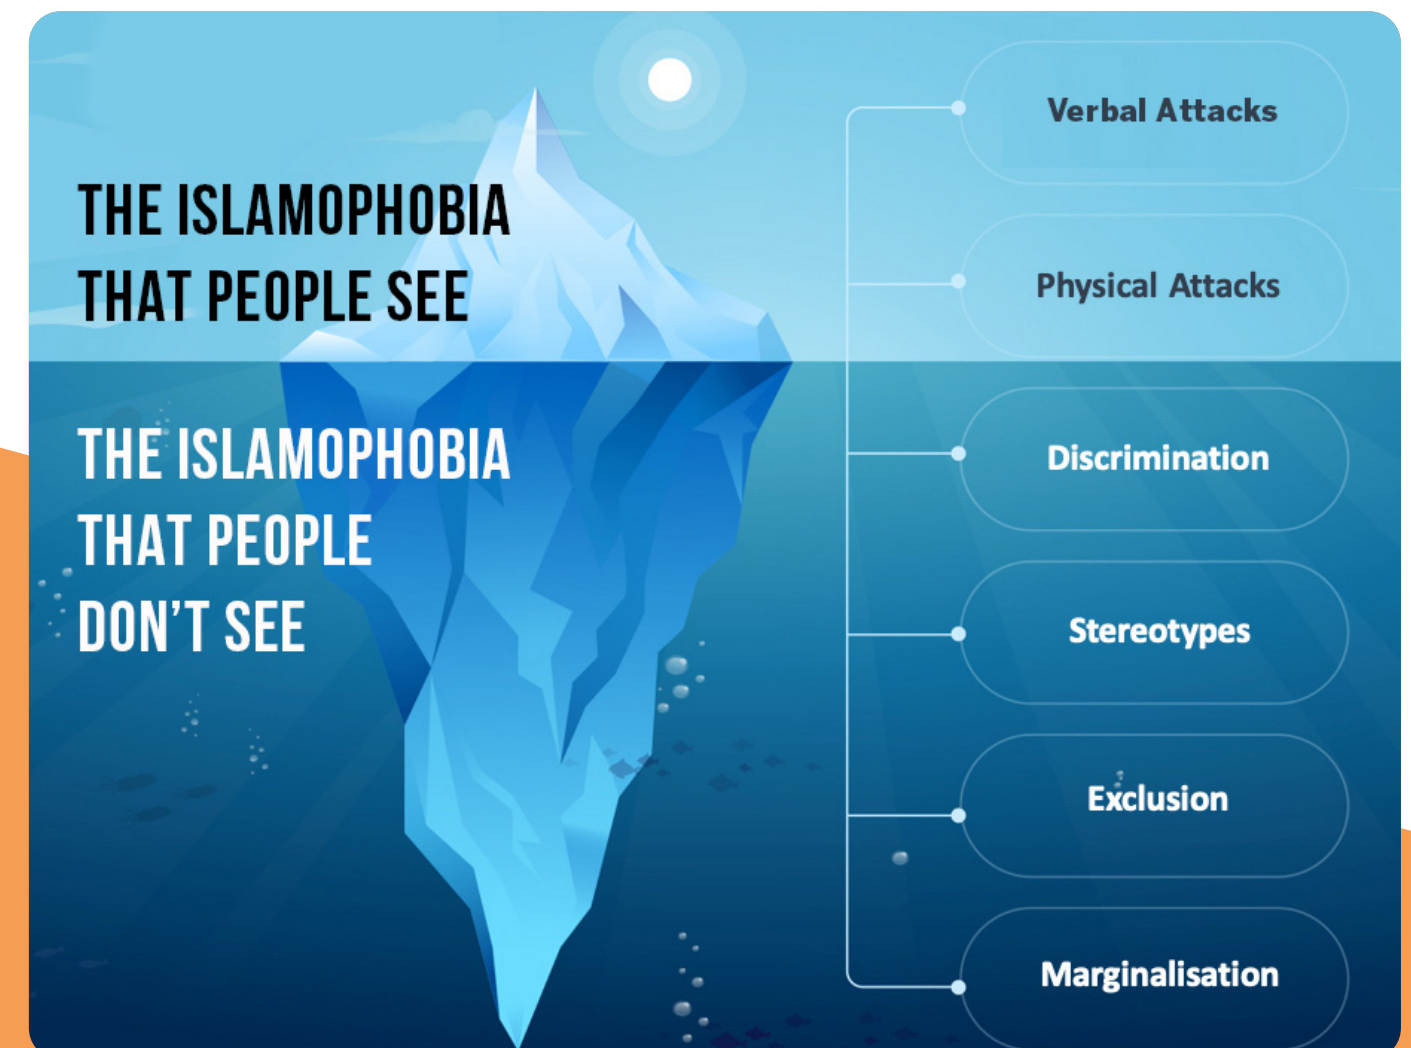 THE ISLAMOPHOBIA
THAT PEOPLE SEE
THE ISLAMOPHOBIA
THAT PEOPLE
DON’T SEE
Verbal Attacks
Physical Attacks
Discrimination
Stereotypes
Exclusion
Marginalisation